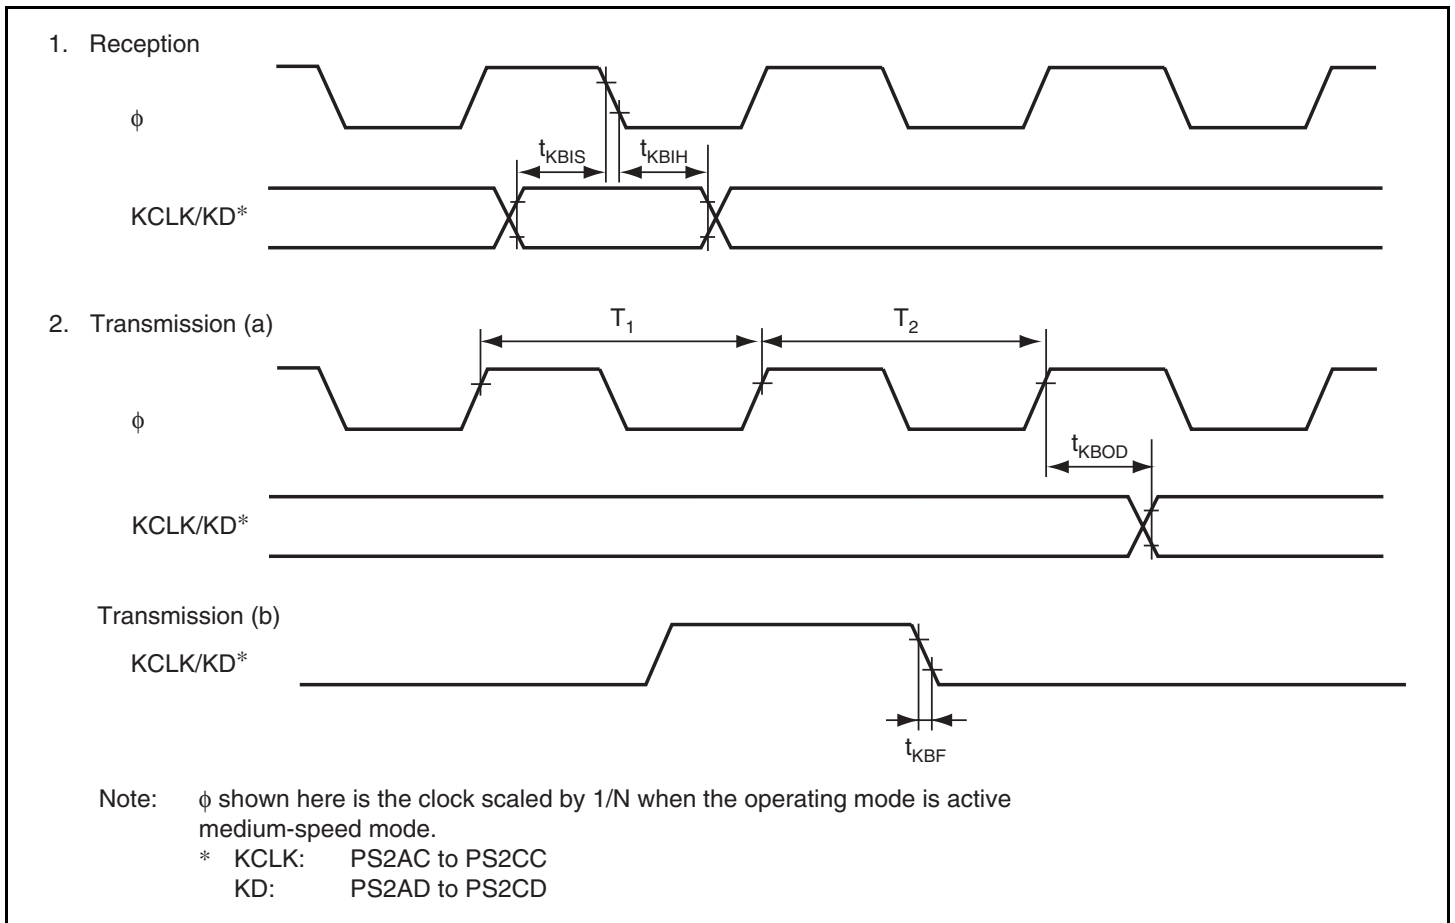 1. Reception
φ
tKBIS tKBIH
KCLK/KD*
2. Transmission (a)
T1 T2
φ
tKBOD
KCLK/KD*
Transmission (b)
KCLK/KD*
tKBF
Note: φ shown here is the clock scaled by 1/N when the operating mode is active
medium-speed mode.
* KCLK: PS2AC to PS2CC
KD: PS2AD to PS2CD